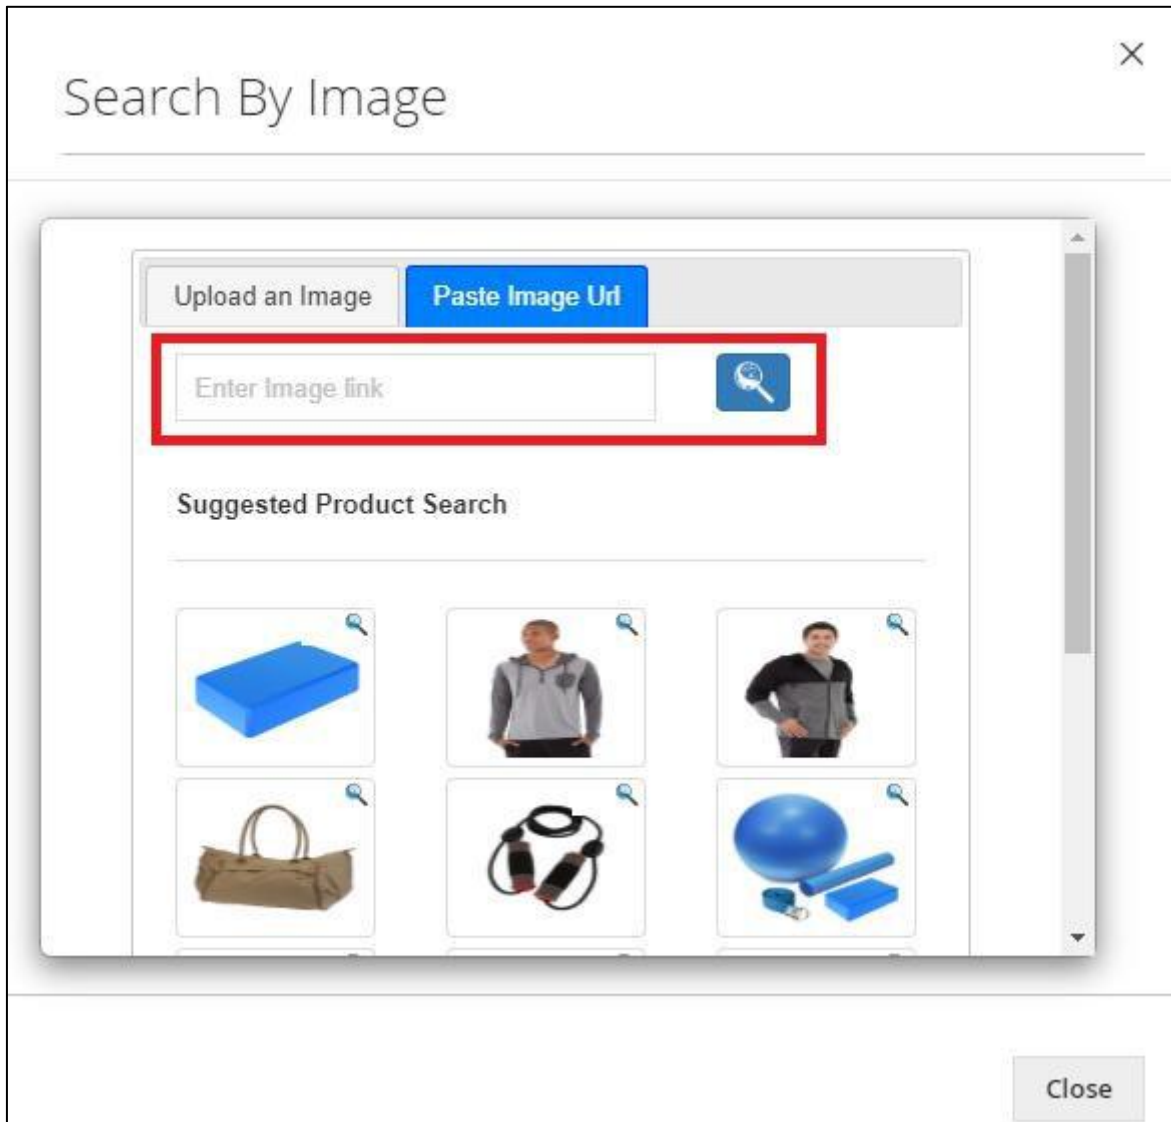 Search By Image
Upload an Image
Paste Image Url
Enter Image link
Suggested Product Search
Close